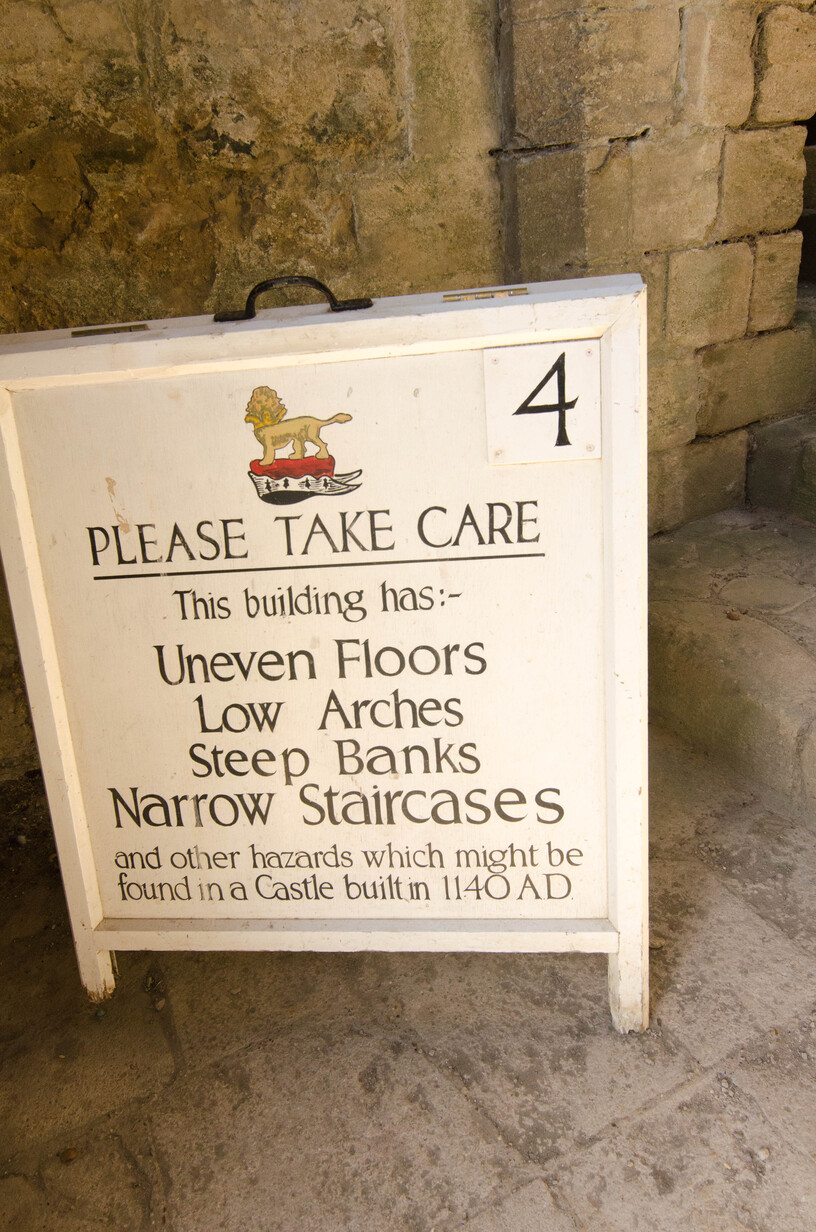 4
PLEASE TAKE CARE
This building has:-
Uneven Floors
Low Arches
Steep Banks
Narrow Staircases
and other hazards which might be
found in a Castle built in 1140 A.D.